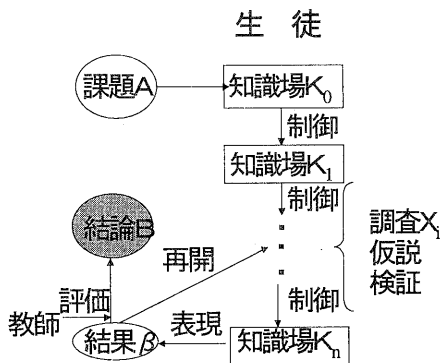 生 徒
課題A
知識場K₀
制御
知識場K₁
制御
調査Xᵢ
仮説
検証
結論B
再開
制御
評価
教師
表現
結果β
知識場Kₙ